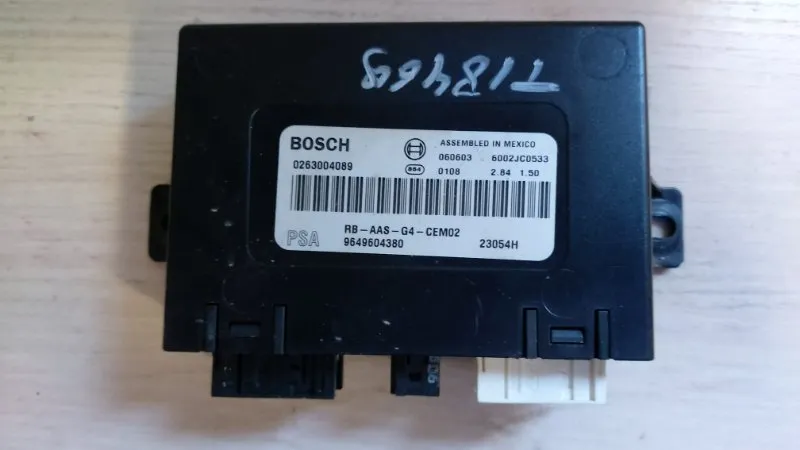 T18469
BOSCH
ASSEMBLED IN MEXICO
060603 6002JC0533
0263004089
884
0108 2.84 1.50
RB-AAS-G4-CEM02
PSA
9649604380 23054H